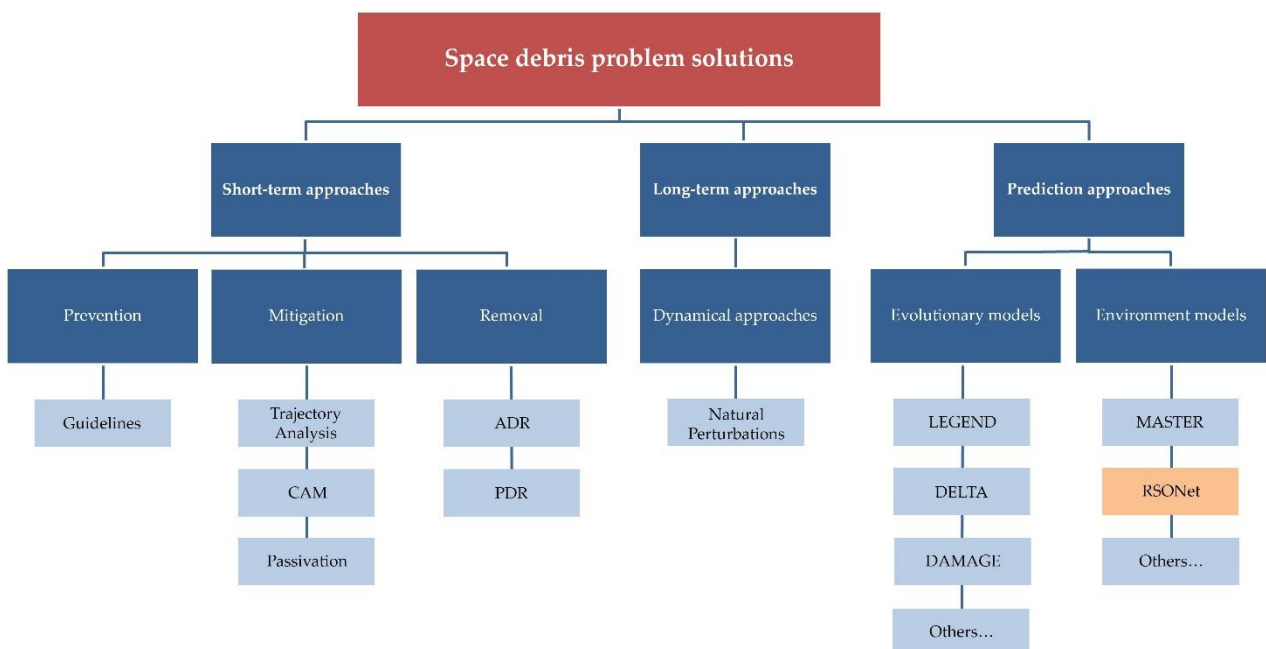 Space debris problem solutions
Short-term approaches
Long-term approaches
Prediction approaches
Prevention
Mitigation
Removal
Dynamical approaches
Evolutionary models
Environment models
Guidelines
Trajectory
Analysis
ADR
Natural
Perturbations
LEGEND
MASTER
CAM
PDR
DELTA
RSONet
Passivation
DAMAGE
Others…
Others…